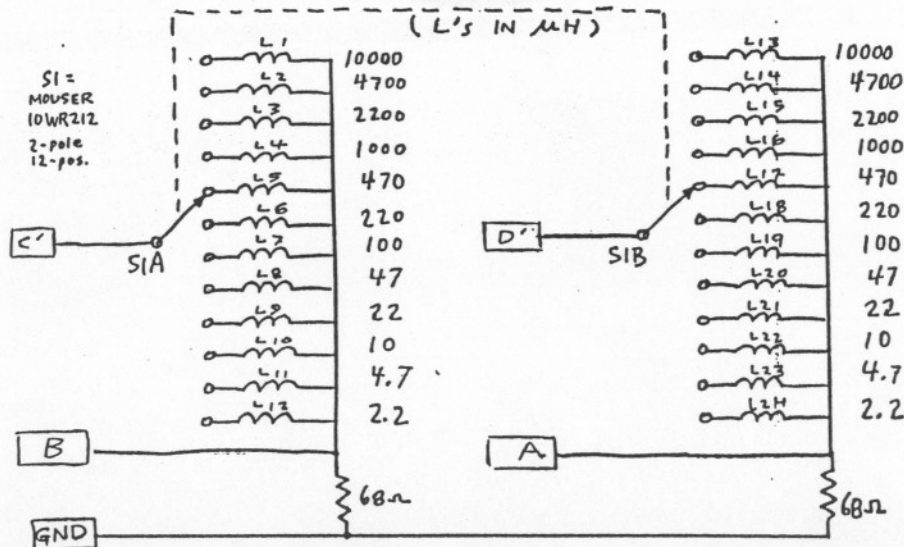 (L's IN μH)
S1 =
MOUSER
10WR212
2-pole
12-pos.
L1 10000
L2 4700
L3 2200
L4 1000
L5 470
L6 220
L7 100
L8 47
L9 22
L10 10
L11 4.7
L12 2.2
C'
S1A
B
68Ω
GND
L13 10000
L14 4700
L15 2200
L16 1000
L17 470
L18 220
L19 100
L20 47
L21 22
L22 10
L23 4.7
L24 2.2
D'
S1B
A
68Ω